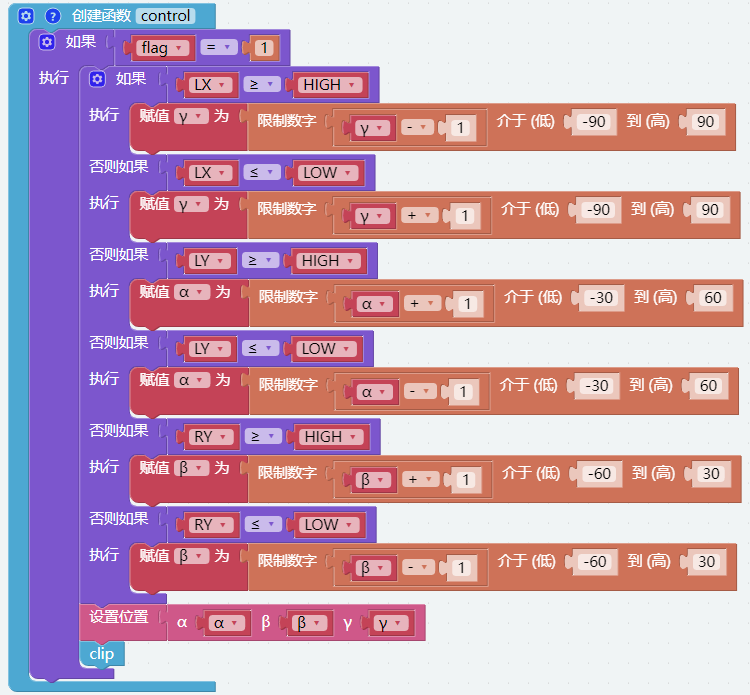 创建函数 control
如果 flag = 1
执行 如果 LX ≥ HIGH
执行 赋值 γ 为 限制数字 γ - 1 介于 (低) -90 到 (高) 90
否则如果 LX ≤ LOW
执行 赋值 γ 为 限制数字 γ + 1 介于 (低) -90 到 (高) 90
否则如果 LY ≥ HIGH
执行 赋值 α 为 限制数字 α + 1 介于 (低) -30 到 (高) 60
否则如果 LY ≤ LOW
执行 赋值 α 为 限制数字 α - 1 介于 (低) -30 到 (高) 60
否则如果 RY ≥ HIGH
执行 赋值 β 为 限制数字 β + 1 介于 (低) -60 到 (高) 30
否则如果 RY ≤ LOW
执行 赋值 β 为 限制数字 β - 1 介于 (低) -60 到 (高) 30
设置位置 α α β β γ γ
clip